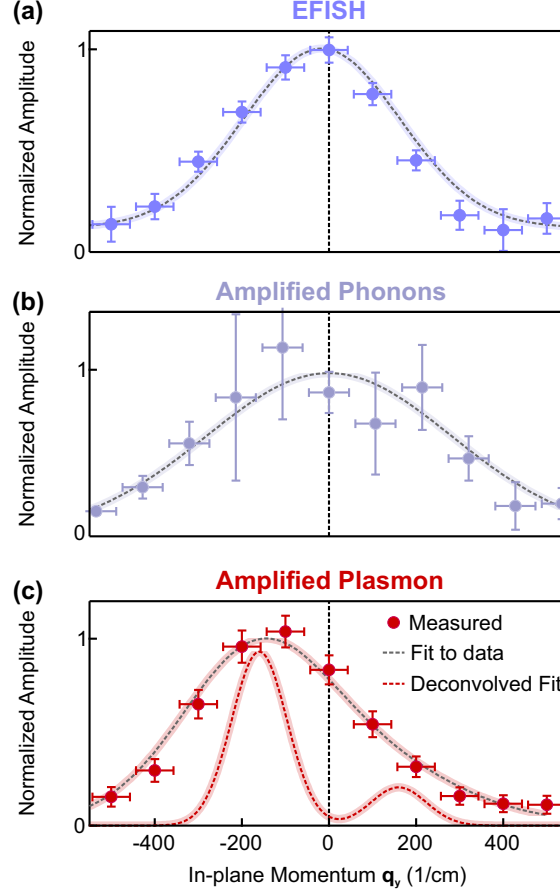 (a)
EFISH
Normalized Amplitude
1
0
(b)
Amplified Phonons
Normalized Amplitude
1
0
(c)
Amplified Plasmon
Normalized Amplitude
1
0
Measured
Fit to data
Deconvolved Fit
-400 -200 0 200 400
In-plane Momentum qy (1/cm)